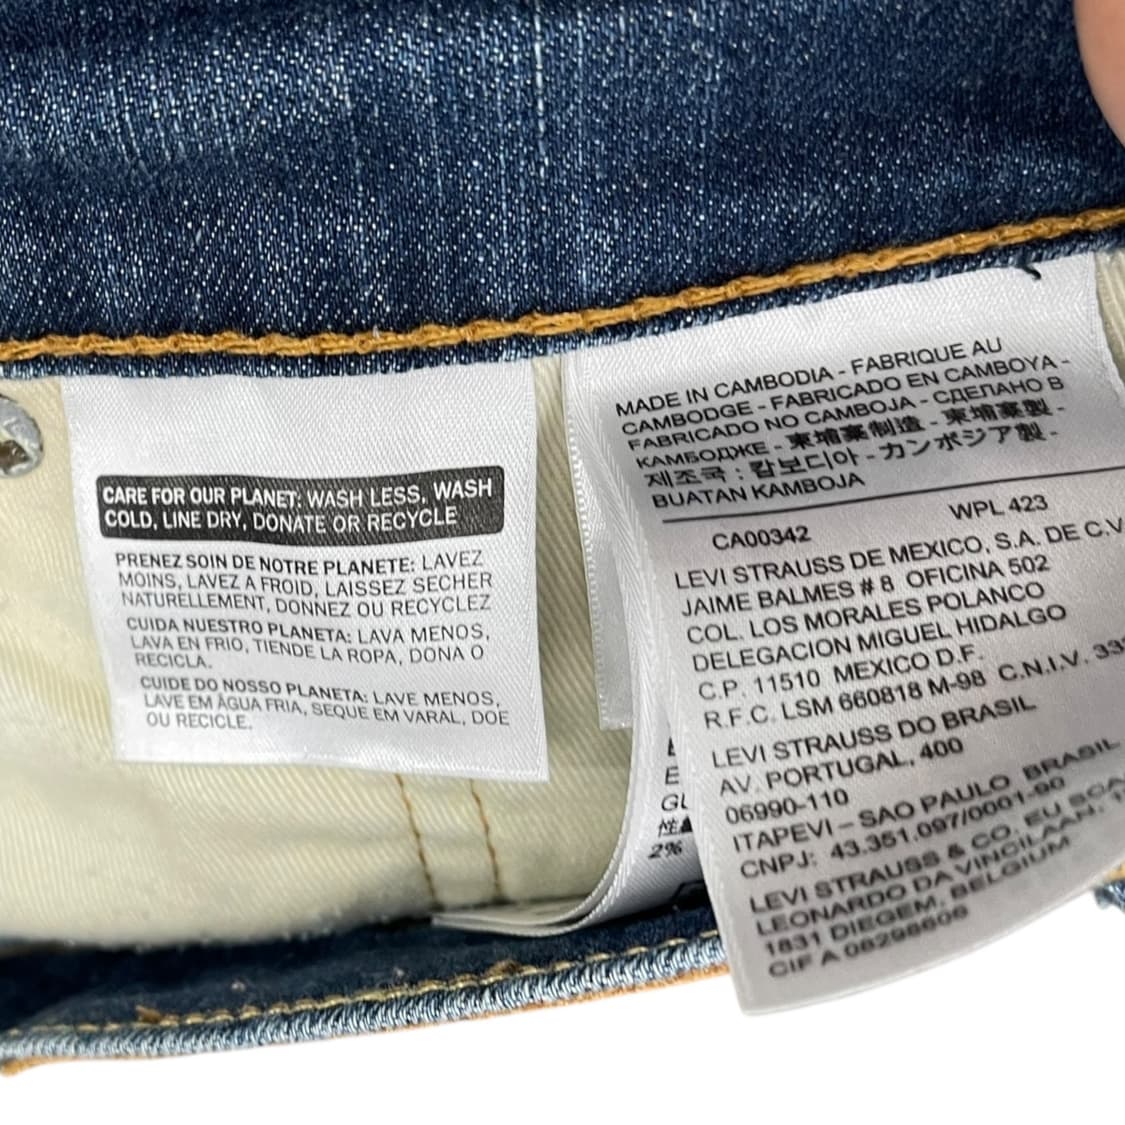 CARE FOR OUR PLANET: WASH LESS, WASH
COLD, LINE DRY, DONATE OR RECYCLE
PRENEZ SOIN DE NOTRE PLANETE: LAVEZ
MOINS, LAVEZ A FROID, LAISSEZ SECHER
NATURELLEMENT, DONNEZ OU RECYCLEZ
CUIDA NUESTRO PLANETA: LAVA MENOS,
LAVA EN FRIO, TIENDE LA ROPA, DONA O
RECICLA.
CUIDE DO NOSSO PLANETA: LAVE MENOS,
LAVE EM ÁGUA FRIA, SEQUE EM VARAL, DOE
OU RECICLE.
MADE IN CAMBODIA - FABRIQUE AU
CAMBODGE - FABRICADO EN CAMBOYA -
FABRICADO NO CAMBOJA - СДЕЛАНО В
КАМБОДЖЕ - 柬埔寨制造 - 柬埔寨製 -
제조국 : 캄보디아 - カンボジア製 -
BUATAN KAMBOJA
CA00342 WPL 423
LEVI STRAUSS DE MEXICO, S.A. DE C.V
JAIME BALMES # 8 OFICINA 502
COL. LOS MORALES POLANCO
DELEGACION MIGUEL HIDALGO
C.P. 11510 MEXICO D.F.
R.F.C. LSM 660818 M-98 C.N.I.V. 33
LEVI STRAUSS DO BRASIL
AV. PORTUGAL, 400
06990-110
ITAPEVI – SAO PAULO BRASIL
CNPJ: 43.351.097/0001-90
LEVI STRAUSS & CO. EU SCA
LEONARDO DA VINCILAAN,
1831 DIEGEM, BELGIUM
CIF A 08298606
E
GL
2%